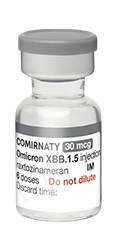 COMIRNATY 30 mcg
Omicron XBB.1.5 injection
raxtozinameran IM
6 doses Do not dilute
Discard time: